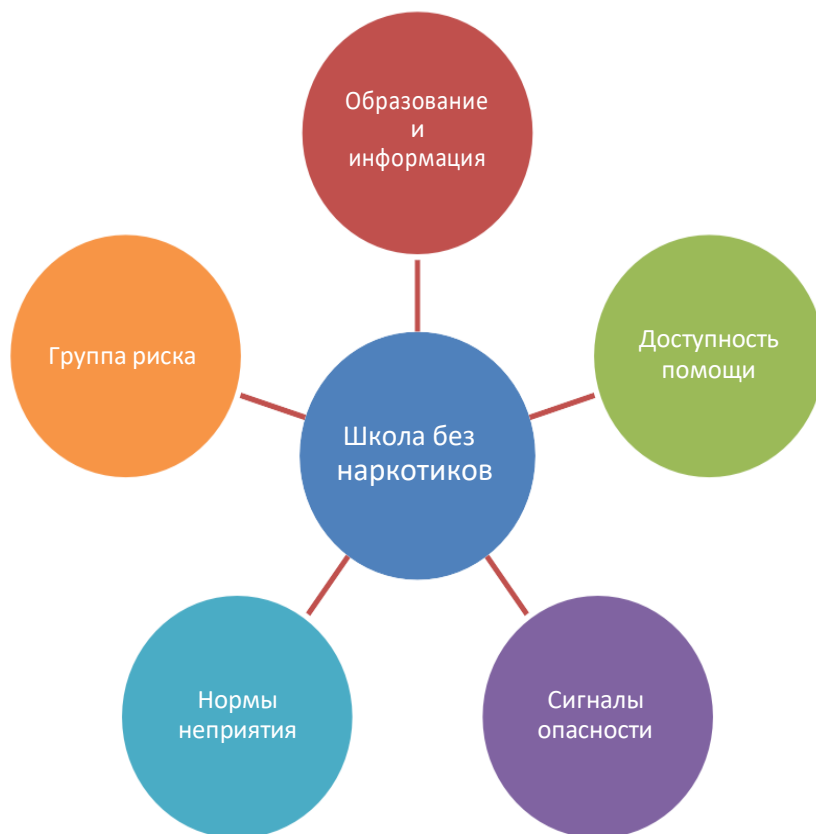 Образование
и
информация
Группа риска
Доступность
помощи
Школа без
наркотиков
Нормы
неприятия
Сигналы
опасности